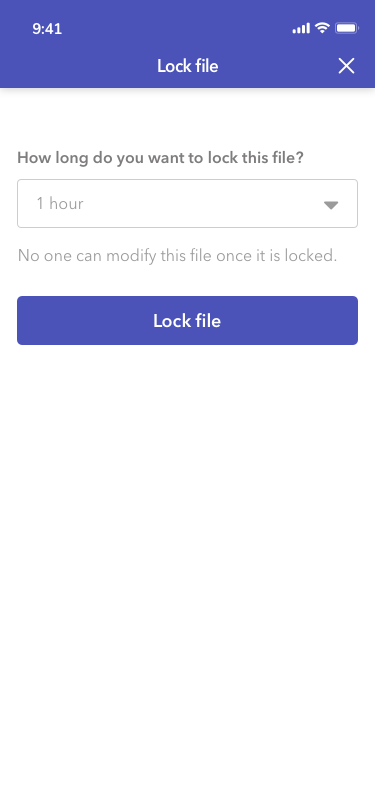 9:41
Lock file
How long do you want to lock this file?
1 hour
No one can modify this file once it is locked.
Lock file